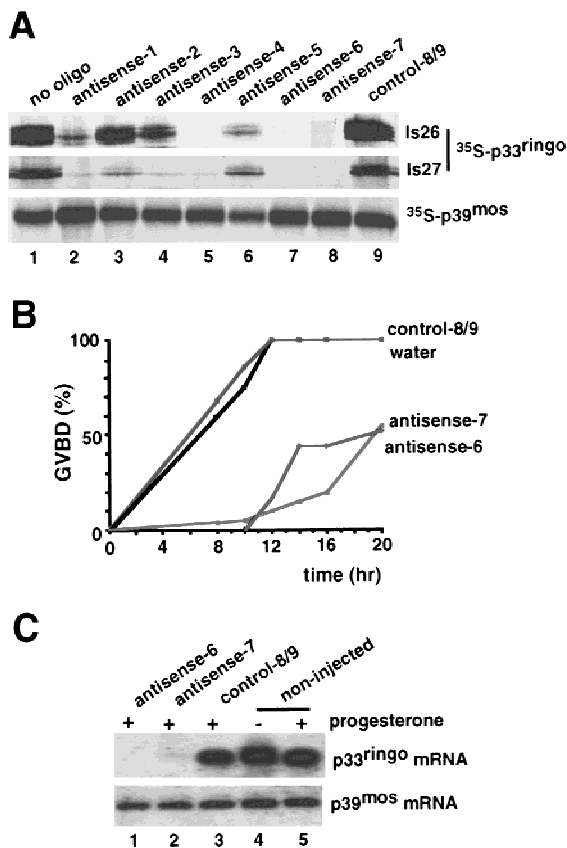 A
no oligo
antisense-1
antisense-2
antisense-3
antisense-4
antisense-5
antisense-6
antisense-7
control-8/9
Is26
Is27
35S-p33ringo
35S-p39mos
1 2 3 4 5 6 7 8 9
B
100
50
0
GVBD (%)
0 4 8 12 16 20
time (hr)
control-8/9
water
antisense-7
antisense-6
C
antisense-6
antisense-7
control-8/9
non-injected
+ + + - + progesterone
p33ringo mRNA
p39mos mRNA
1 2 3 4 5